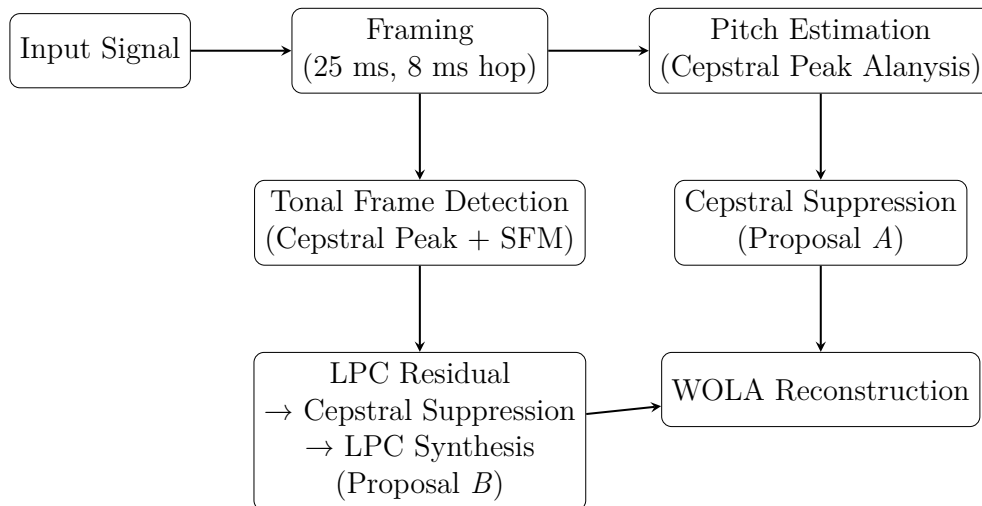 Input Signal
Framing
(25 ms, 8 ms hop)
Pitch Estimation
(Cepstral Peak Alanysis)
Tonal Frame Detection
(Cepstral Peak + SFM)
Cepstral Suppression
(Proposal A)
LPC Residual
→ Cepstral Suppression
→ LPC Synthesis
(Proposal B)
WOLA Reconstruction